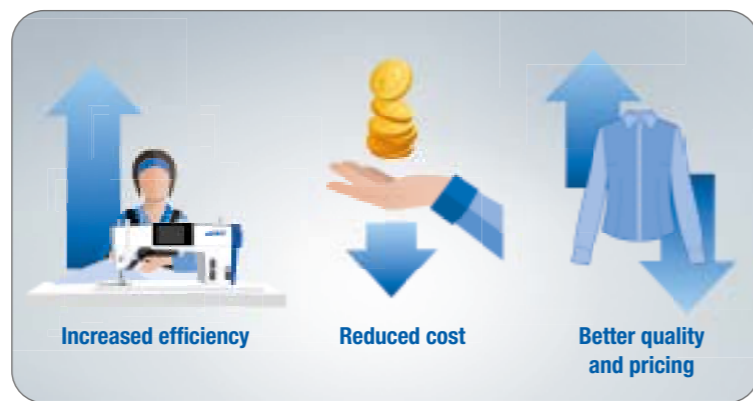 Increased efficiency
Reduced cost
Better quality
and pricing